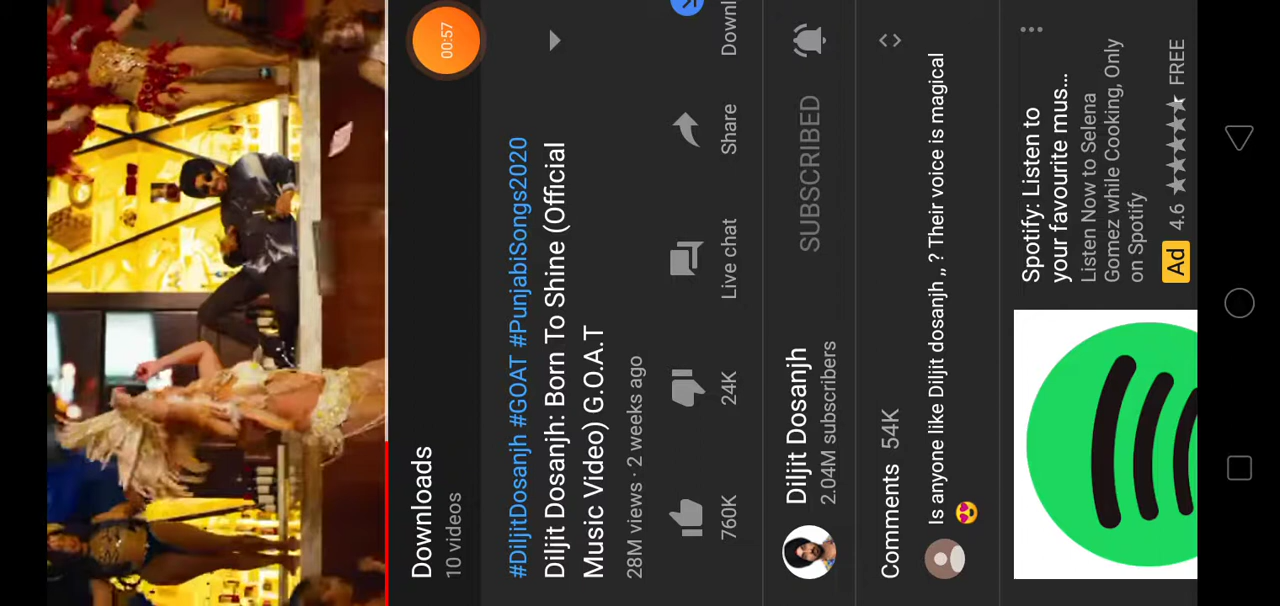 00:57
Downloads
10 videos
#DiljitDosanjh #GOAT #PunjabiSongs2020
Diljit Dosanjh: Born To Shine (Official
Music Video) G.O.A.T
28M views · 2 weeks ago
760K
24K
Live chat
Share
Downl
Diljit Dosanjh
2.04M subscribers
SUBSCRIBED
Comments 54K
Is anyone like Diljit dosanjh ,, ? Their voice is magical
😍
Spotify: Listen to
your favourite mus...
Listen Now to Selena
Gomez while Cooking, Only
on Spotify
Ad 4.6 ★★★★★ FREE